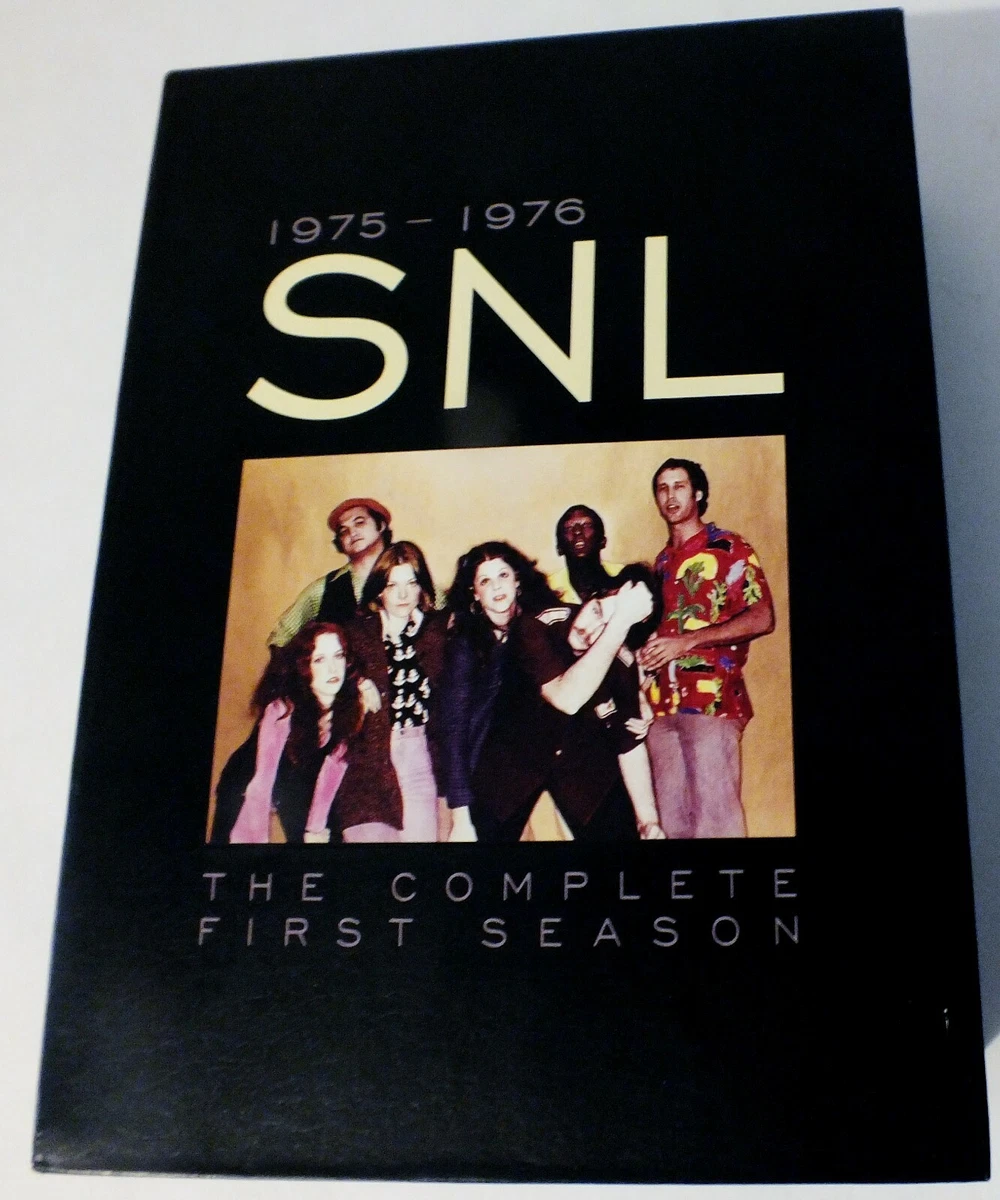 1975 – 1976
SNL
THE COMPLETE
FIRST SEASON